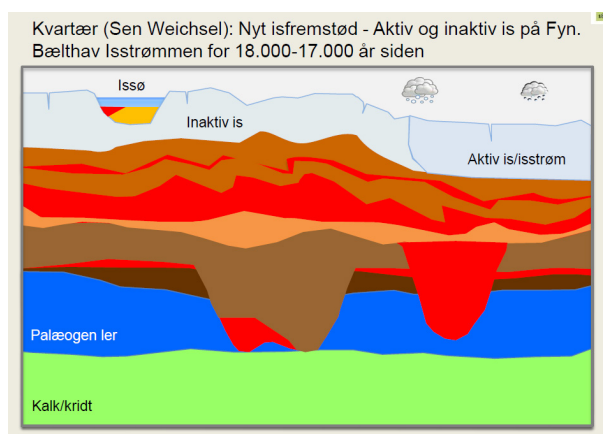 Kvartær (Sen Weichsel): Nyt isfremstød - Aktiv og inaktiv is på Fyn.
Bælthav Isstrømmen for 18.000-17.000 år siden
Issø
Inaktiv is
Aktiv is/isstrøm
Palæogen ler
Kalk/kridt